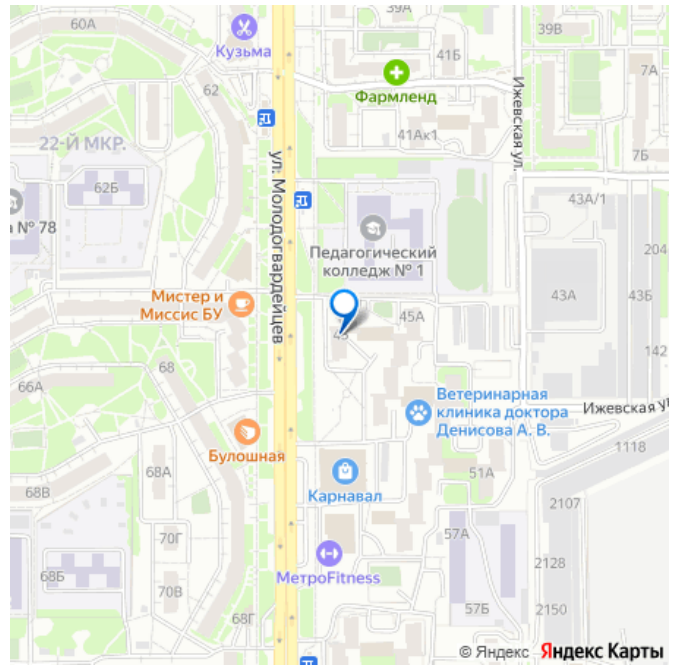 60А
Кузьма
37А
39В
39Б
41Б
7А
Фармленд
Ижевская ул.
62
41Ак1
7Б
22-Й МКР.
62Б
ул. Молодогвардейцев
43А/1
а № 78
Педагогический
колледж № 1
204
43А
43Б
Мистер и
Миссис БУ
45А
142
68
66А
Ветеринарная
клиника доктора
Денисова А. В.
Ижевская ул
Булошная
1118
68А
51А
Карнавал
68В
2107
70Г
57А
МетроFitness
2128
68Б
70В
57Б
2150
68Г
© Яндекс Яндекс Карты